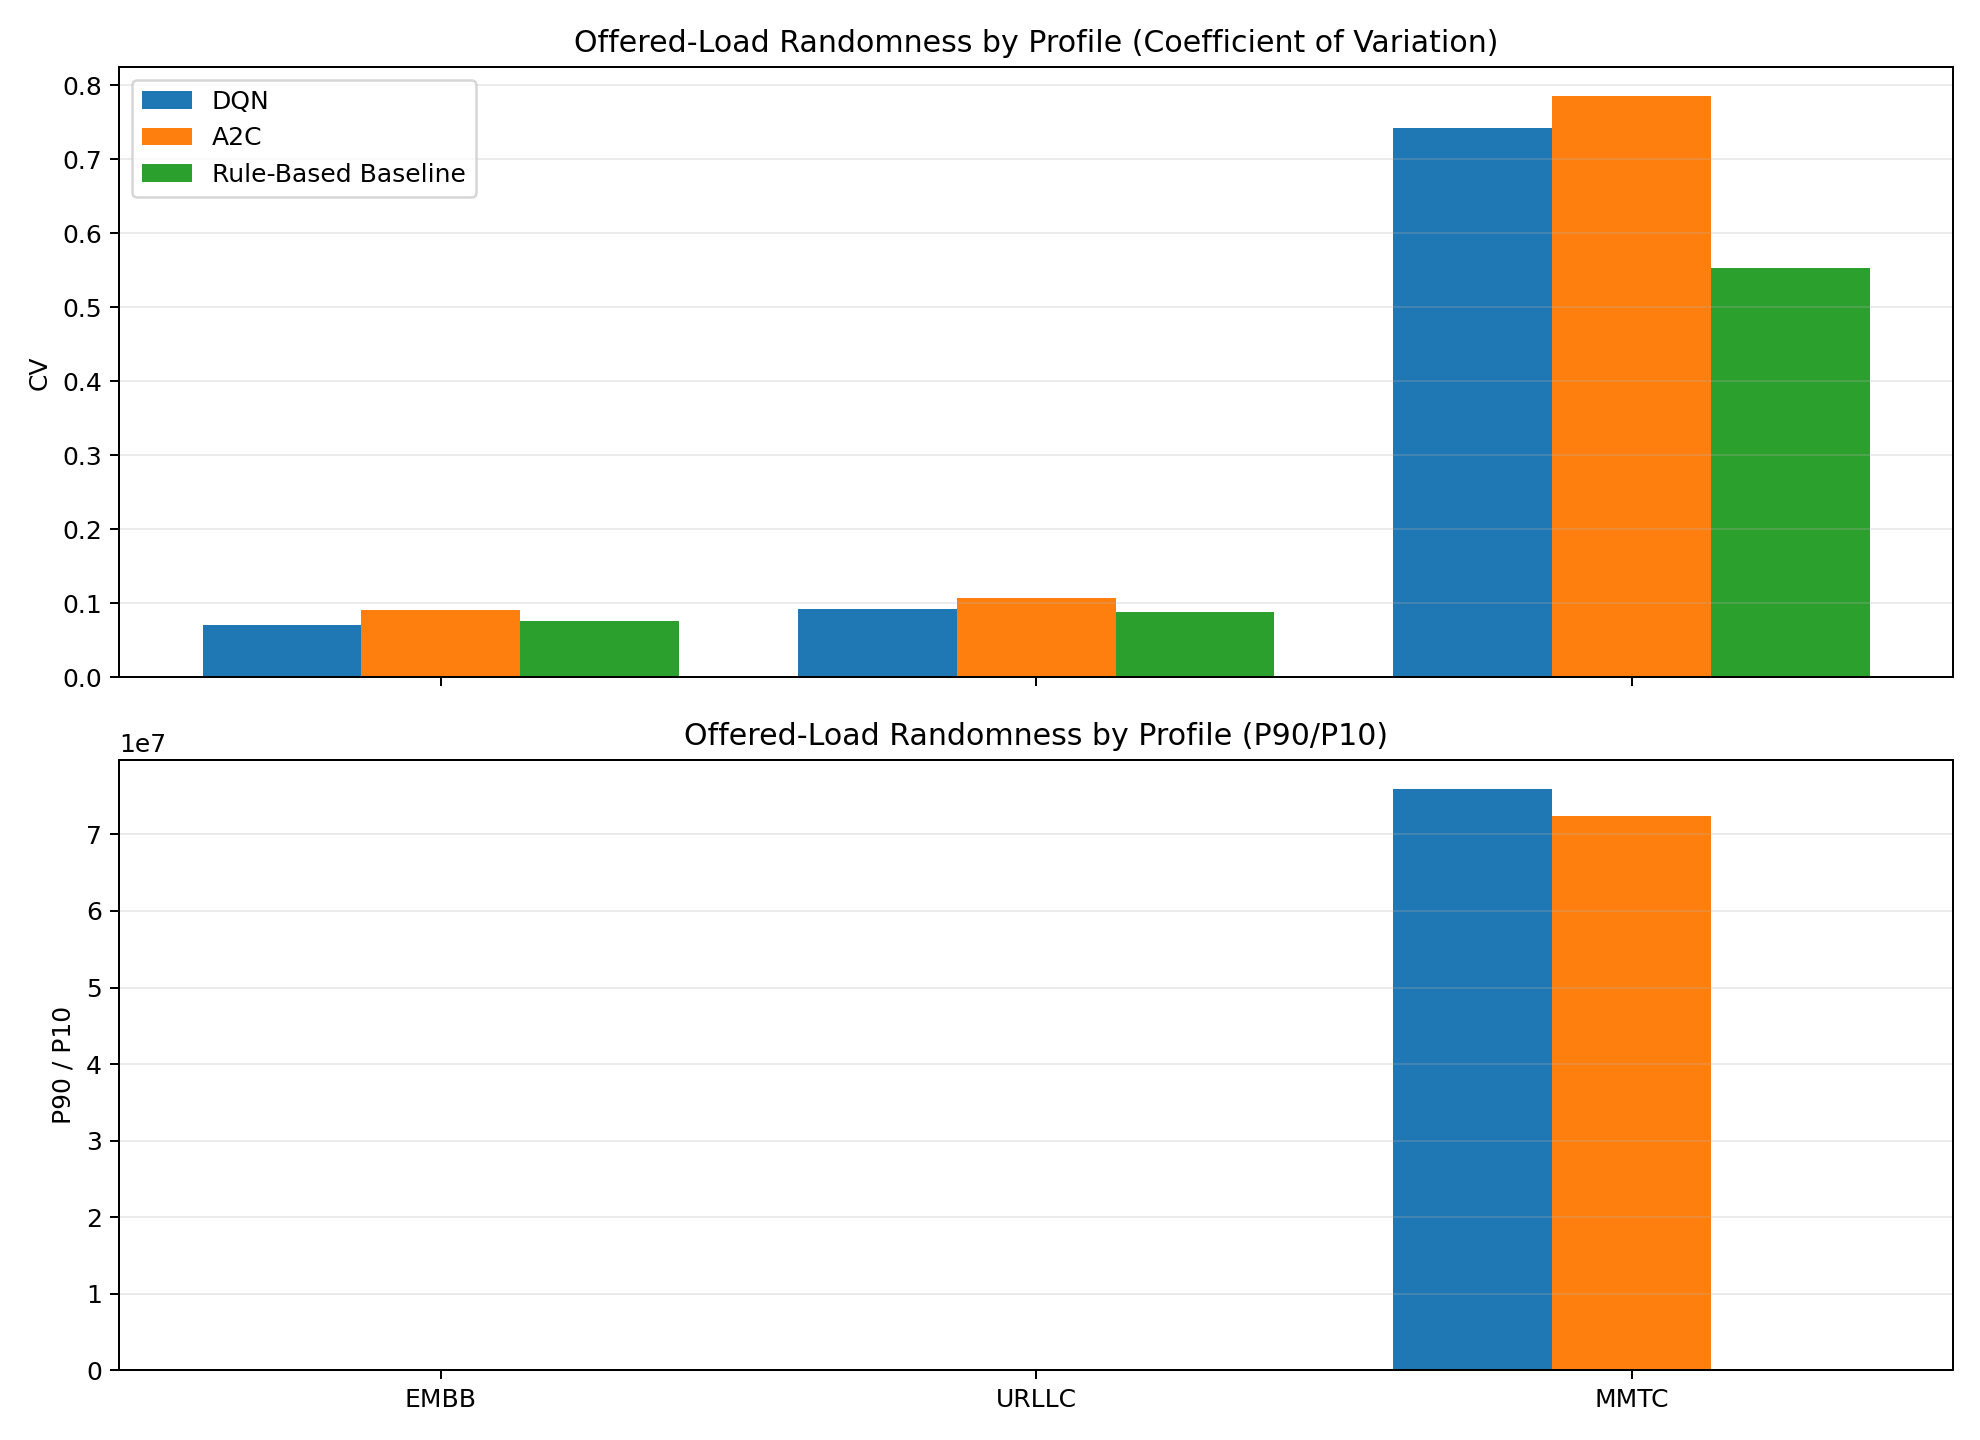 Offered-Load Randomness by Profile (Coefficient of Variation)
DQN
A2C
Rule-Based Baseline
0.8
0.7
0.6
0.5
0.4
0.3
0.2
0.1
0.0
CV
Offered-Load Randomness by Profile (P90/P10)
1e7
7
6
5
4
3
2
1
0
P90 / P10
EMBB
URLLC
MMTC